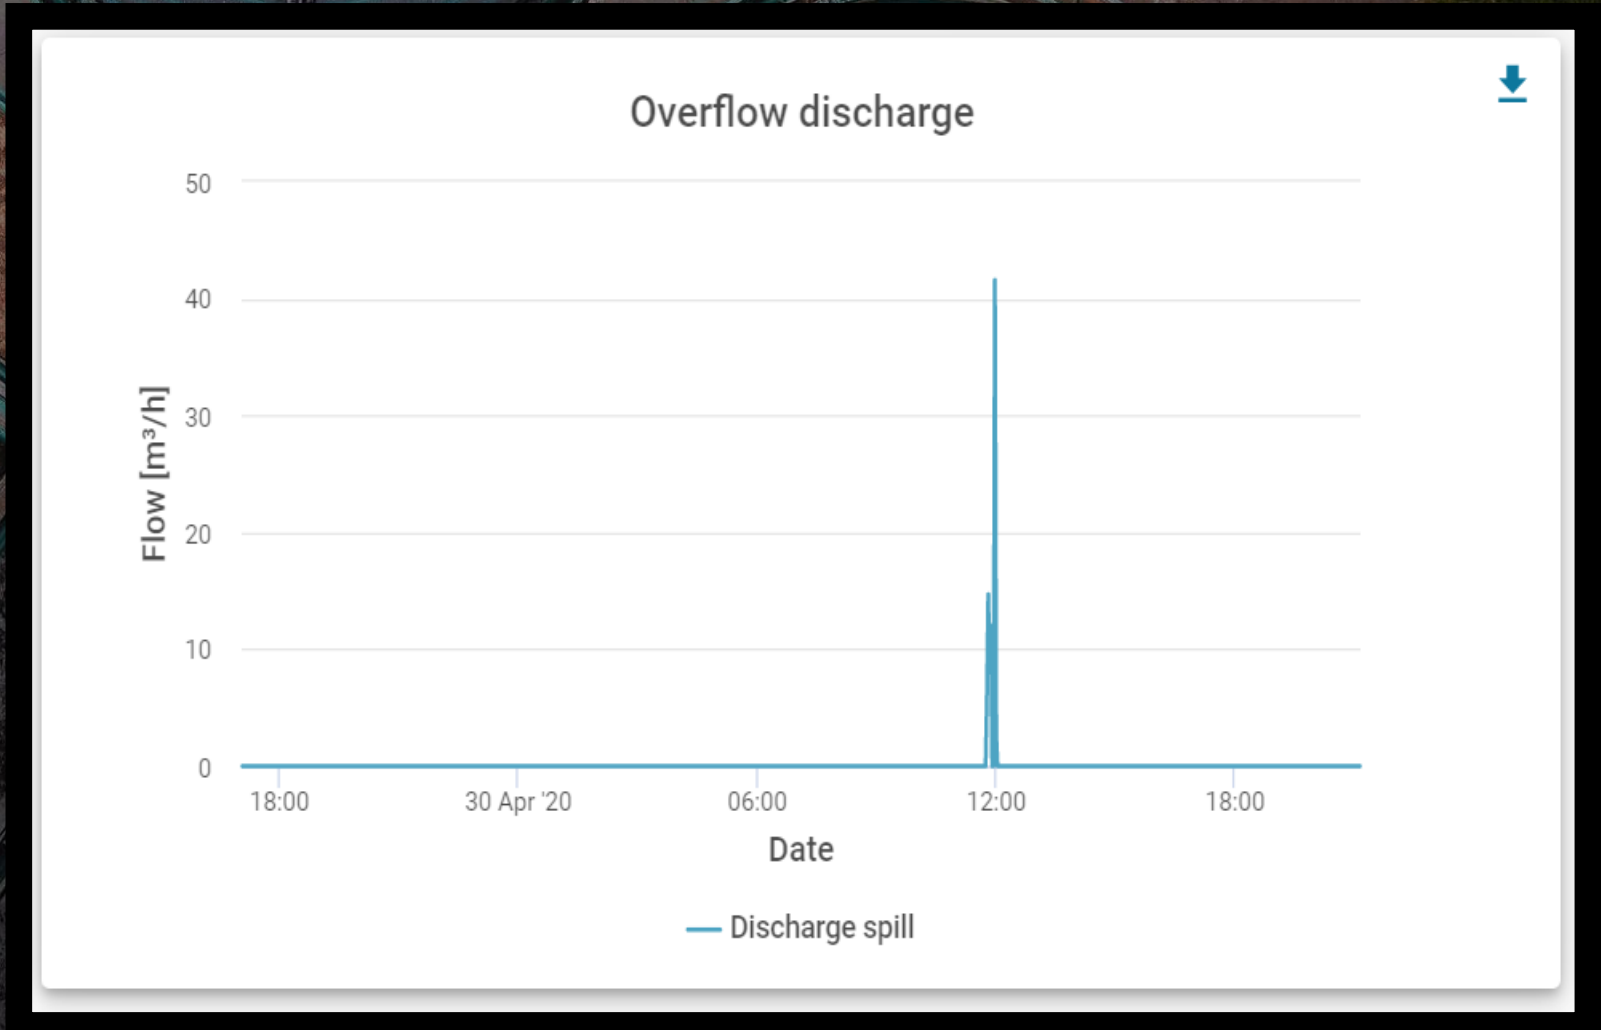 Overflow discharge
50
40
30
20
10
0
Flow [m³/h]
18:00
30 Apr '20
06:00
12:00
18:00
Date
Discharge spill